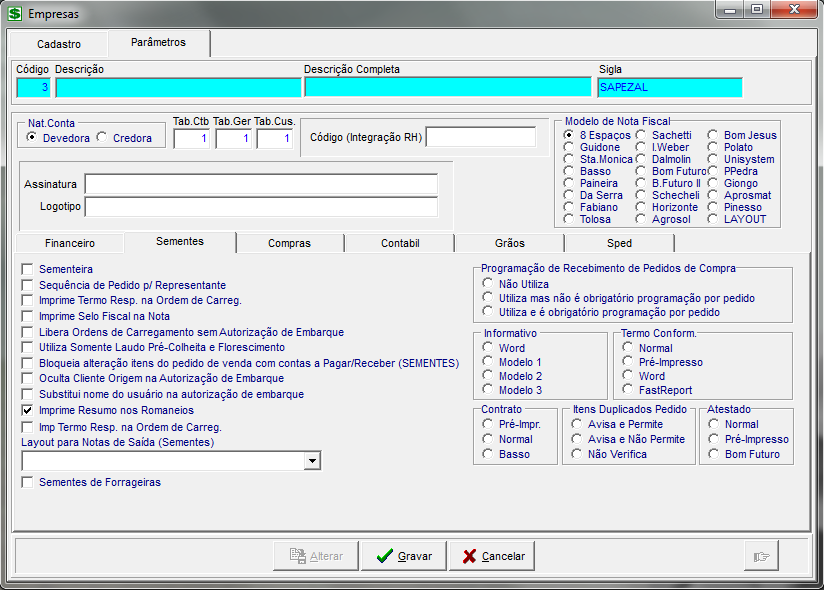 Empresas
Cadastro Parâmetros
Código Descrição Descrição Completa Sigla
3 SAPEZAL
Nat.Conta
Devedora Credora
Tab.Ctb Tab.Ger Tab.Cus.
1 1 1
Código (Integração RH)
Modelo de Nota Fiscal
8 Espaços Sachetti Bom Jesus
Guidone I.Weber Polato
Sta.Monica Dalmolin Unisystem
Basso Bom Futuro PPedra
Paineira B.Futuro II Giongo
Da Serra Schecheli Aprosmat
Fabiano Horizonte Pinesso
Tolosa Agrosol LAYOUT
Assinatura
Logotipo
Financeiro Sementes Compras Contabil Grãos Sped
Sementeira
Sequência de Pedido p/ Representante
Imprime Termo Resp. na Ordem de Carreg.
Imprime Selo Fiscal na Nota
Libera Ordens de Carregamento sem Autorização de Embarque
Utiliza Somente Laudo Pré-Colheita e Florescimento
Bloqueia alteração itens do pedido de venda com contas a Pagar/Receber (SEMENTES)
Oculta Cliente Origem na Autorização de Embarque
Substitui nome do usuário na autorização de embarque
Imprime Resumo nos Romaneios
Imp Termo Resp. na Ordem de Carreg.
Layout para Notas de Saída (Sementes)
Sementes de Forrageiras
Programação de Recebimento de Pedidos de Compra
Não Utiliza
Utiliza mas não é obrigatório programação por pedido
Utiliza e é obrigatório programação por pedido
Informativo
Word
Modelo 1
Modelo 2
Modelo 3
Termo Conform.
Normal
Pré-Impresso
Word
FastReport
Contrato
Pré-Impr.
Normal
Basso
Itens Duplicados Pedido
Avisa e Permite
Avisa e Não Permite
Não Verifica
Atestado
Normal
Pré-Impresso
Bom Futuro
Alterar Gravar Cancelar